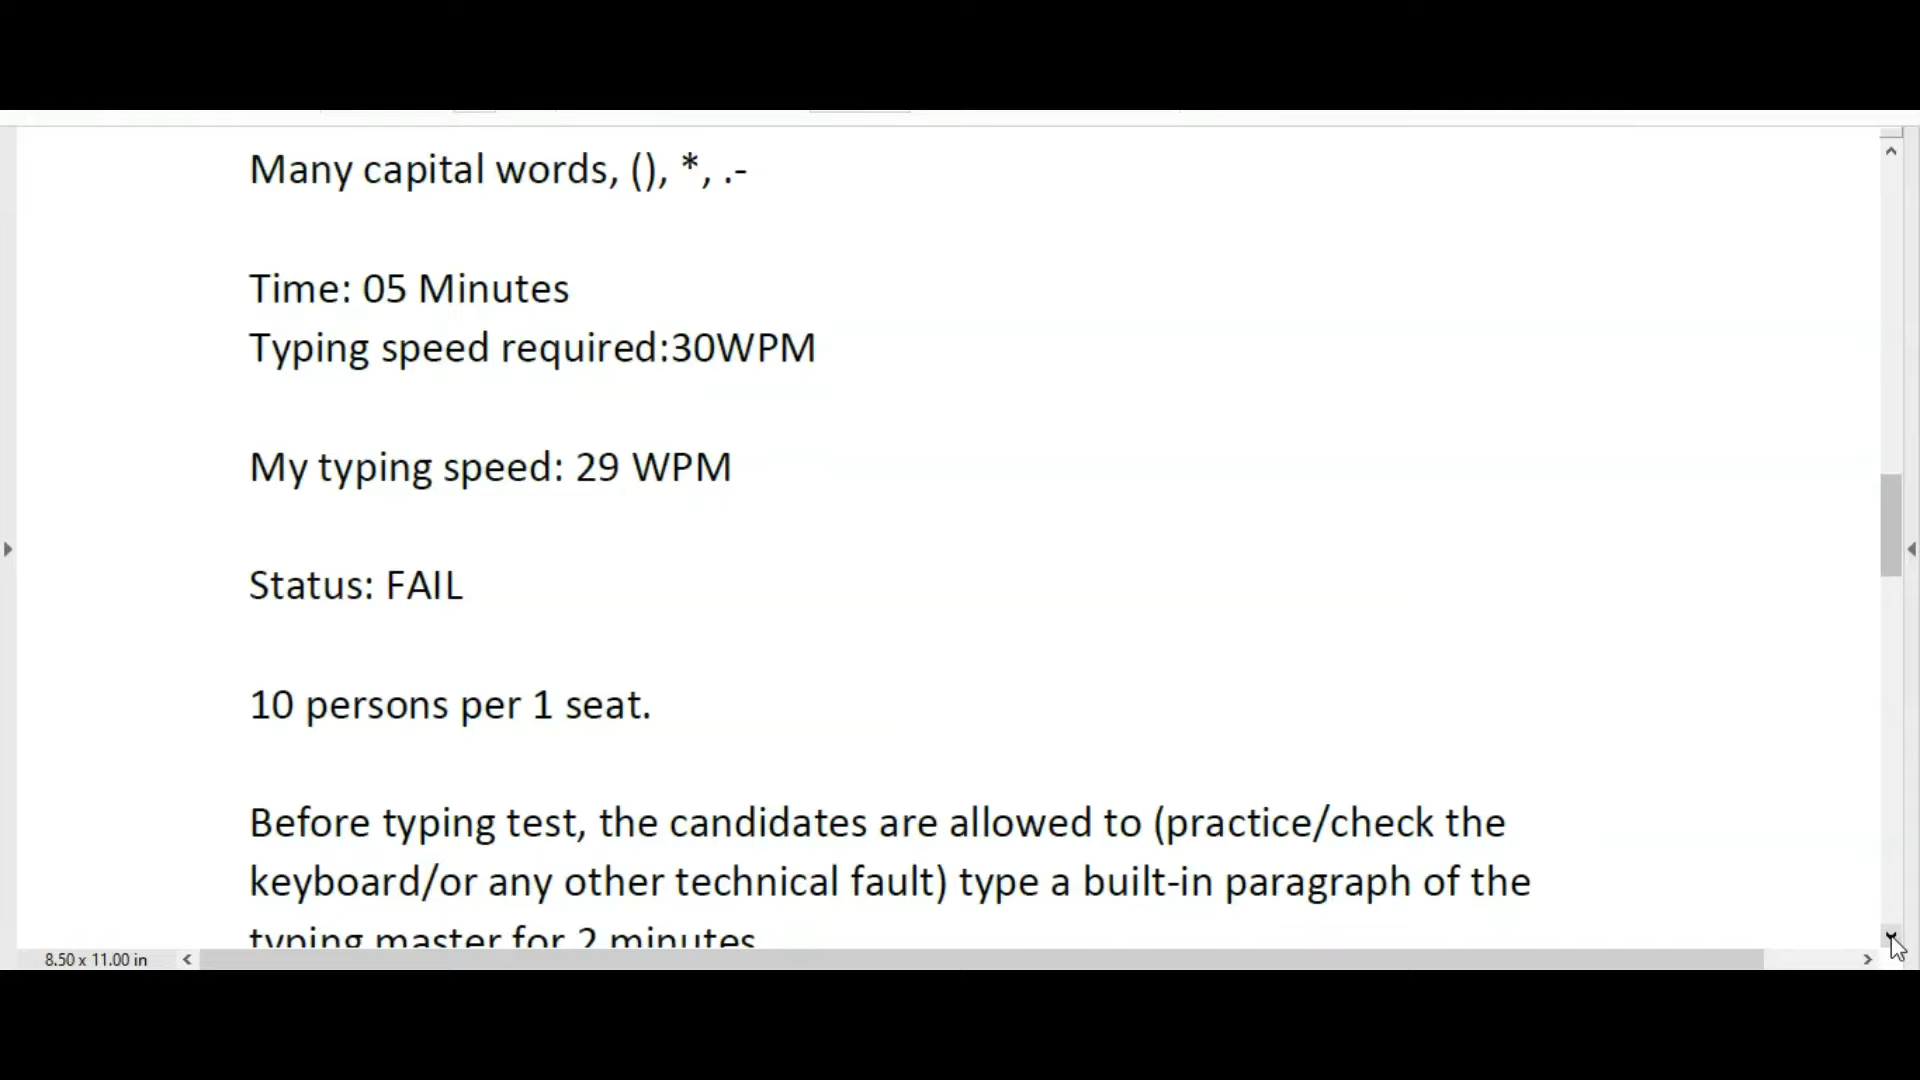 Many capital words, (), *, .-
Time: 05 Minutes
Typing speed required:30WPM
My typing speed: 29 WPM
Status: FAIL
10 persons per 1 seat.
Before typing test, the candidates are allowed to (practice/check the
keyboard/or any other technical fault) type a built-in paragraph of the
typing master for 2 minutes
8.50 x 11.00 in